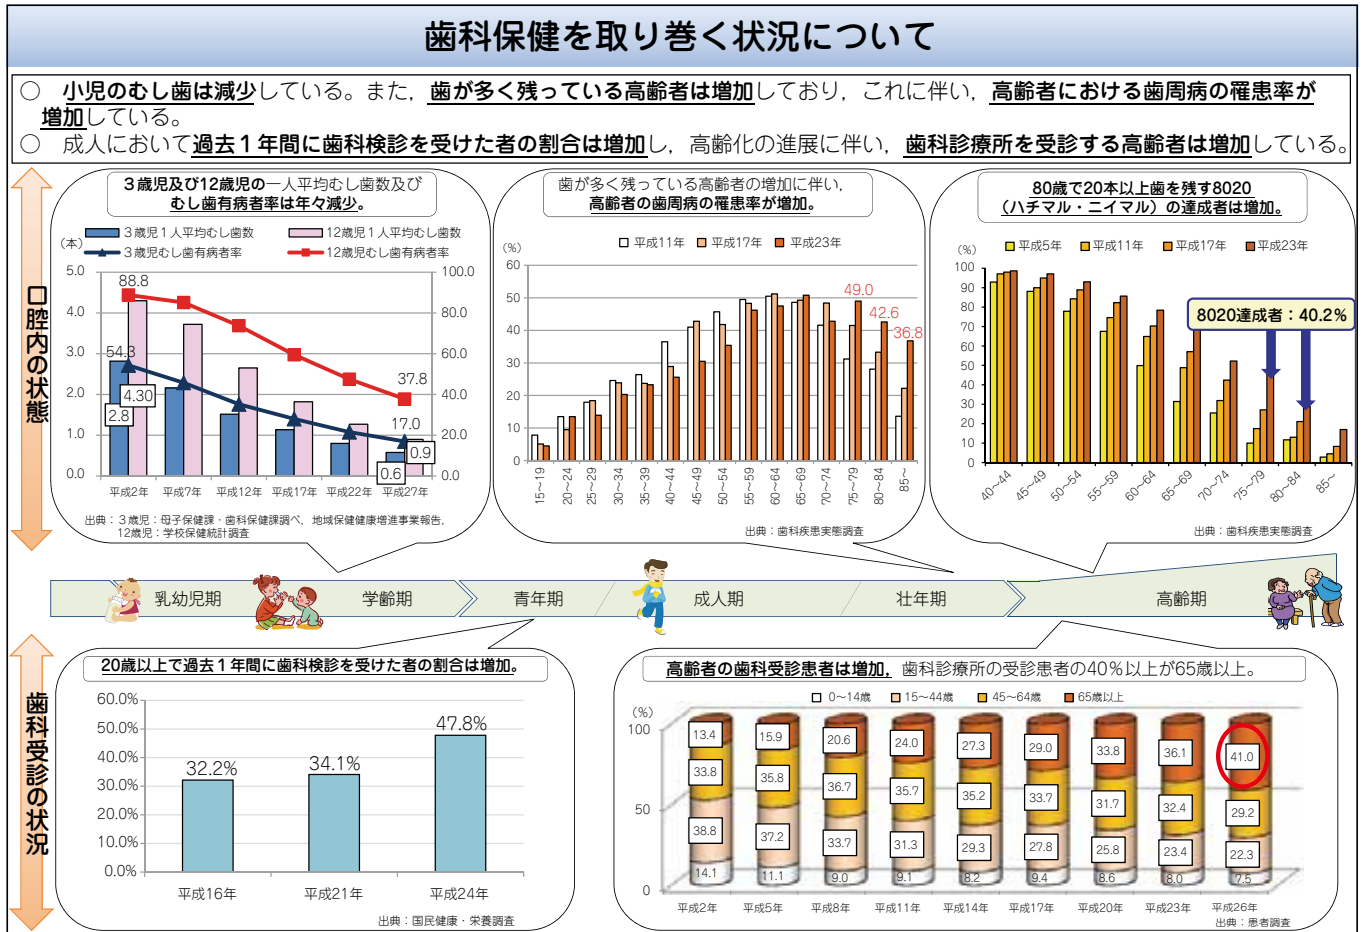 歯科保健を取り巻く状況について
○　小児のむし歯は減少している。また，歯が多く残っている高齢者は増加しており，これに伴い，高齢者における歯周病の罹患率が
増加している。
○　成人において過去１年間に歯科検診を受けた者の割合は増加し，高齢化の進展に伴い，歯科診療所を受診する高齢者は増加している。
口腔内の状態
３歳児及び12歳児の一人平均むし歯数及び
むし歯有病者率は年々減少。
（本）
３歳児１人平均むし歯数　12歳児１人平均むし歯数
３歳児むし歯有病者率　12歳児むし歯有病者率
5.0 4.0 3.0 2.0 1.0 0.0
100.0 80.0 60.0 40.0 20.0 0.0
88.8
54.3
4.30
2.8
37.8
17.0
0.9
0.6
平成2年 平成7年 平成12年 平成17年 平成22年 平成27年
出典：３歳児：母子保健課・歯科保健課調べ，地域保健健康増進事業報告，
12歳児：学校保健統計調査
歯が多く残っている高齢者の増加に伴い，
高齢者の歯周病の罹患率が増加。
（%）
平成11年 平成17年 平成23年
60 50 40 30 20 10 0
49.0
42.6
36.8
15～19 20～24 25～29 30～34 35～39 40～44 45～49 50～54 55～59 60～64 65～69 70～74 75～79 80～84 85～
出典：歯科疾患実態調査
80歳で20本以上歯を残す8020
（ハチマル・ニイマル）の達成者は増加。
（%）
平成5年 平成11年 平成17年 平成23年
100 90 80 70 60 50 40 30 20 10 0
8020達成者：40.2%
40～44 45～49 50～54 55～59 60～64 65～69 70～74 75～79 80～84 85～
出典：歯科疾患実態調査
乳幼児期 学齢期 青年期 成人期 壮年期 高齢期
歯科受診の状況
20歳以上で過去１年間に歯科検診を受けた者の割合は増加。
60.0% 50.0% 40.0% 30.0% 20.0% 10.0% 0.0%
32.2% 34.1% 47.8%
平成16年 平成21年 平成24年
出典：国民健康・栄養調査
高齢者の歯科受診患者は増加，歯科診療所の受診患者の40％以上が65歳以上。
0～14歳 15～44歳 45～64歳 65歳以上
（%）
100 50 0
13.4 15.9 20.6 24.0 27.3 29.0 33.8 36.1 41.0
33.8 35.8 36.7 35.7 35.2 33.7 31.7 32.4 29.2
38.8 37.2 33.7 31.3 29.3 27.8 25.8 23.4 22.3
14.1 11.1 9.0 9.1 8.2 9.4 8.6 8.0 7.5
平成2年 平成5年 平成8年 平成11年 平成14年 平成17年 平成20年 平成23年 平成26年
出典：患者調査